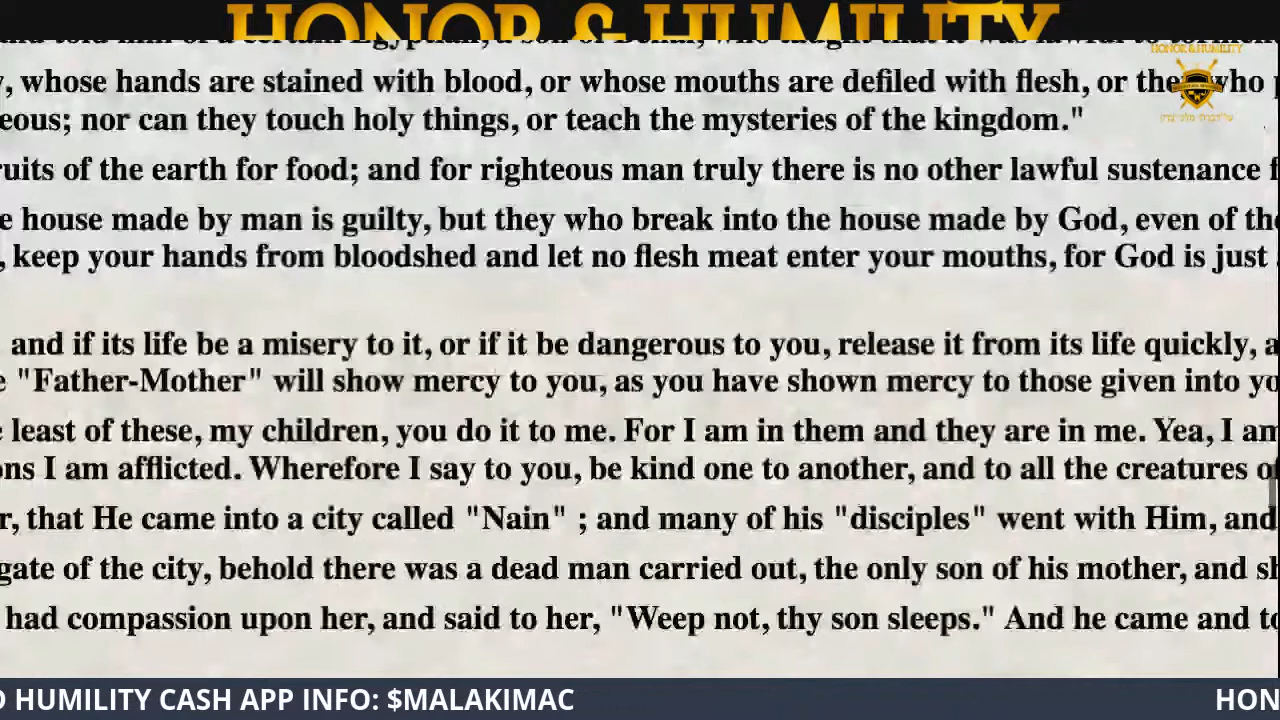 HONOR & HUMILITY
HONOR & HUMILITY
, whose hands are stained with blood, or whose mouths are defiled with flesh, or they who
eous; nor can they touch holy things, or teach the mysteries of the kingdom."
ruits of the earth for food; and for righteous man truly there is no other lawful sustenance f
e house made by man is guilty, but they who break into the house made by God, even of the
, keep your hands from bloodshed and let no flesh meat enter your mouths, for God is just
and if its life be a misery to it, or if it be dangerous to you, release it from its life quickly, a
e "Father-Mother" will show mercy to you, as you have shown mercy to those given into yo
e least of these, my children, you do it to me. For I am in them and they are in me. Yea, I am
ons I am afflicted. Wherefore I say to you, be kind one to another, and to all the creatures of
r, that He came into a city called "Nain" ; and many of his "disciples" went with Him, and
gate of the city, behold there was a dead man carried out, the only son of his mother, and sh
had compassion upon her, and said to her, "Weep not, thy son sleeps." And he came and to
D HUMILITY CASH APP INFO: $MALAKIMAC
HON